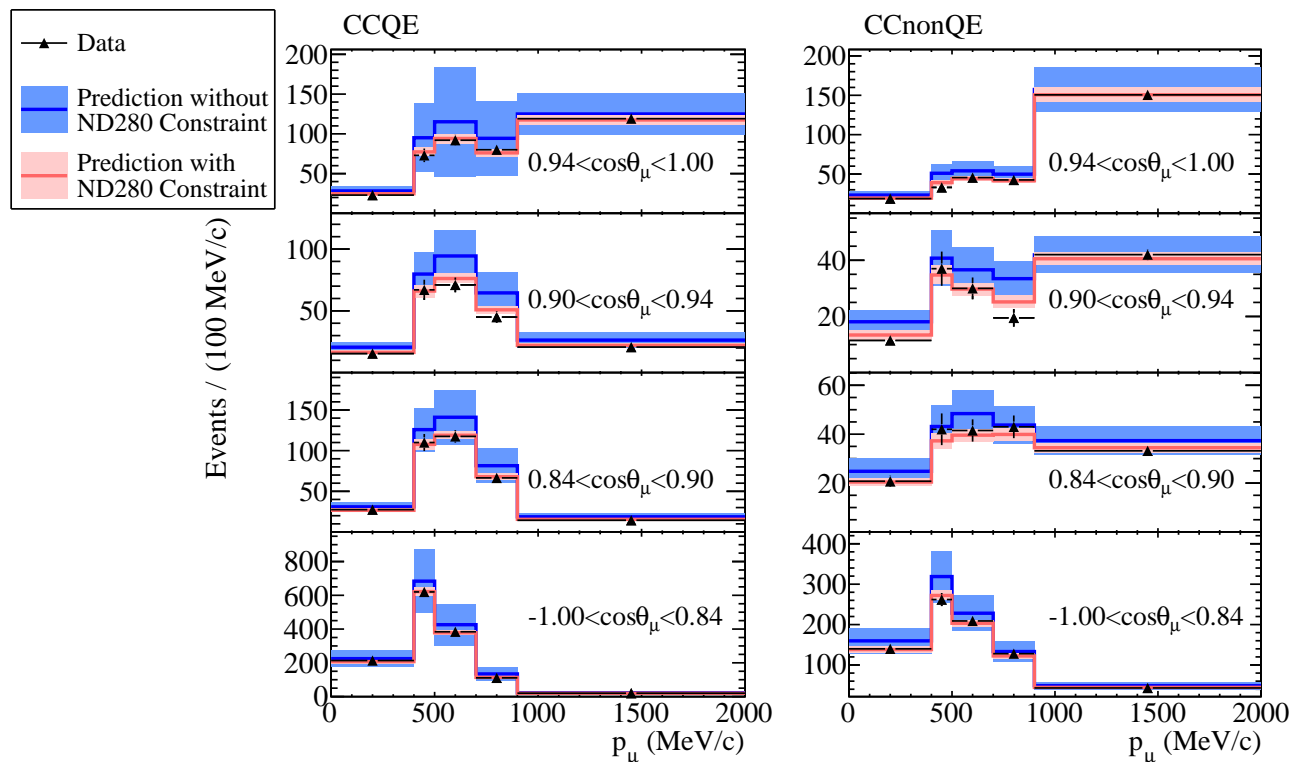 CCQE
CCnonQE
Data
Prediction without
ND280 Constraint
Prediction with
ND280 Constraint
Events / (100 MeV/c)
200
150
100
50
0.94<cosθμ<1.00
200
150
100
50
0.94<cosθμ<1.00
100
50
0.90<cosθμ<0.94
40
20
0.90<cosθμ<0.94
150
100
50
0.84<cosθμ<0.90
60
40
20
0.84<cosθμ<0.90
800
600
400
200
0
-1.00<cosθμ<0.84
400
300
200
100
-1.00<cosθμ<0.84
0 500 1000 1500 2000
0 500 1000 1500 2000
pμ (MeV/c)
pμ (MeV/c)